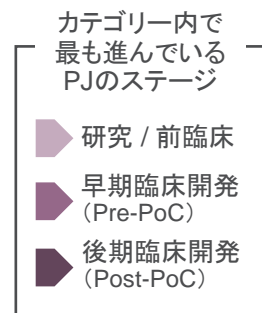 カテゴリー内で
最も進んでいる
PJのステージ
研究 / 前臨床
早期臨床開発
（Pre-PoC）
後期臨床開発
（Post-PoC）